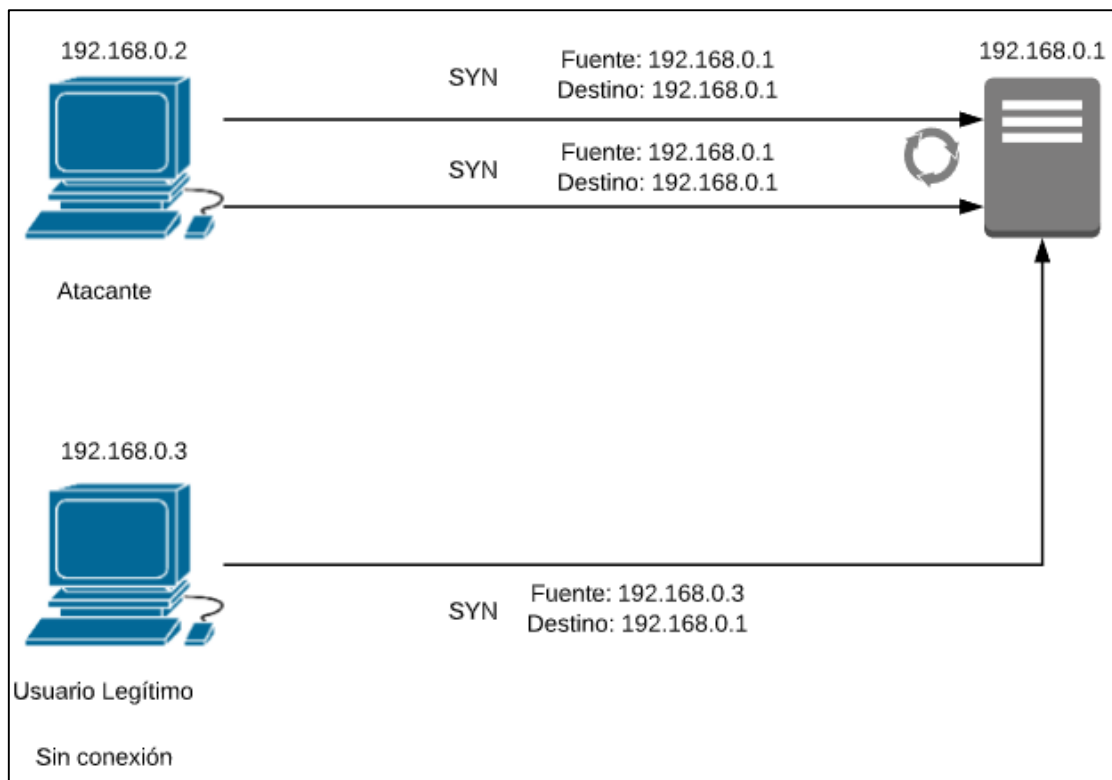 192.168.0.2
192.168.0.1
SYN
Fuente: 192.168.0.1
Destino: 192.168.0.1
SYN
Fuente: 192.168.0.1
Destino: 192.168.0.1
Atacante
192.168.0.3
SYN
Fuente: 192.168.0.3
Destino: 192.168.0.1
Usuario Legítimo
Sin conexión